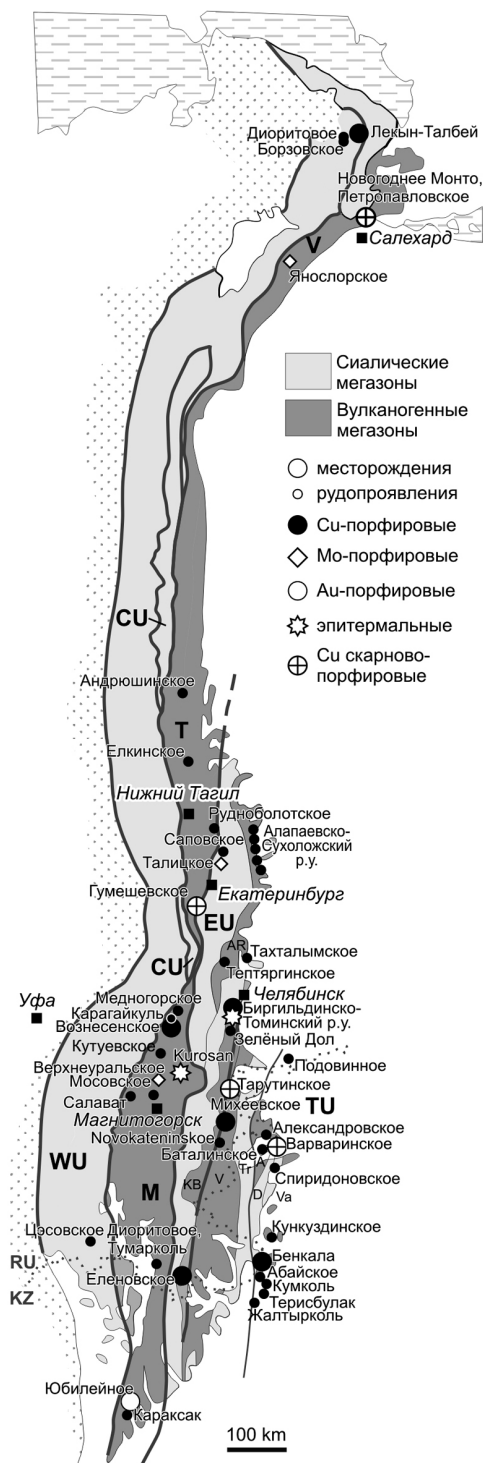 Диоритовое
Лекын-Талбей
Борзовское
Новогоднее Монто,
Петропавловское
Салехард
V
Янослорское
Сиалические
мегазоны
Вулканогенные
мегазоны
месторождения
рудопроявления
Cu-порфировые
Mo-порфировые
Au-порфировые
эпитермальные
Cu скарново-
порфировые
CU
Андрюшинское
T
Елкинское
Нижний Тагил
Рудноболотское
Саповское
Алапаевско-
Сухоложский
р.у.
Талицкое
Гумешевское
Екатеринбург
EU
AR
Тахталымское
CU
Тептяргинское
Уфа
Медногорское
Челябинск
Карагайкуль
Биргильдинско-
Вознесенское
Томинский р.у.
Кутуевское
Зелёный Дол
Kurosan
Подовинное
Верхнеуральское
Мосовское
Тарутинское
Салават
Михеевское
TU
Магнитогорск
Александровское
Novokateninskoe
Варваринское
Баталинское
Tr
A
WU
Спиридоновское
M
KB
V
D
Va
Цэсовское
Диоритовое,
Тумарколь
Кункуздинское
RU
KZ
Бенкала
Еленовское
Абайское
Кумколь
Терисбулак
Жалтырколь
Юбилейное
Караксак
100 км